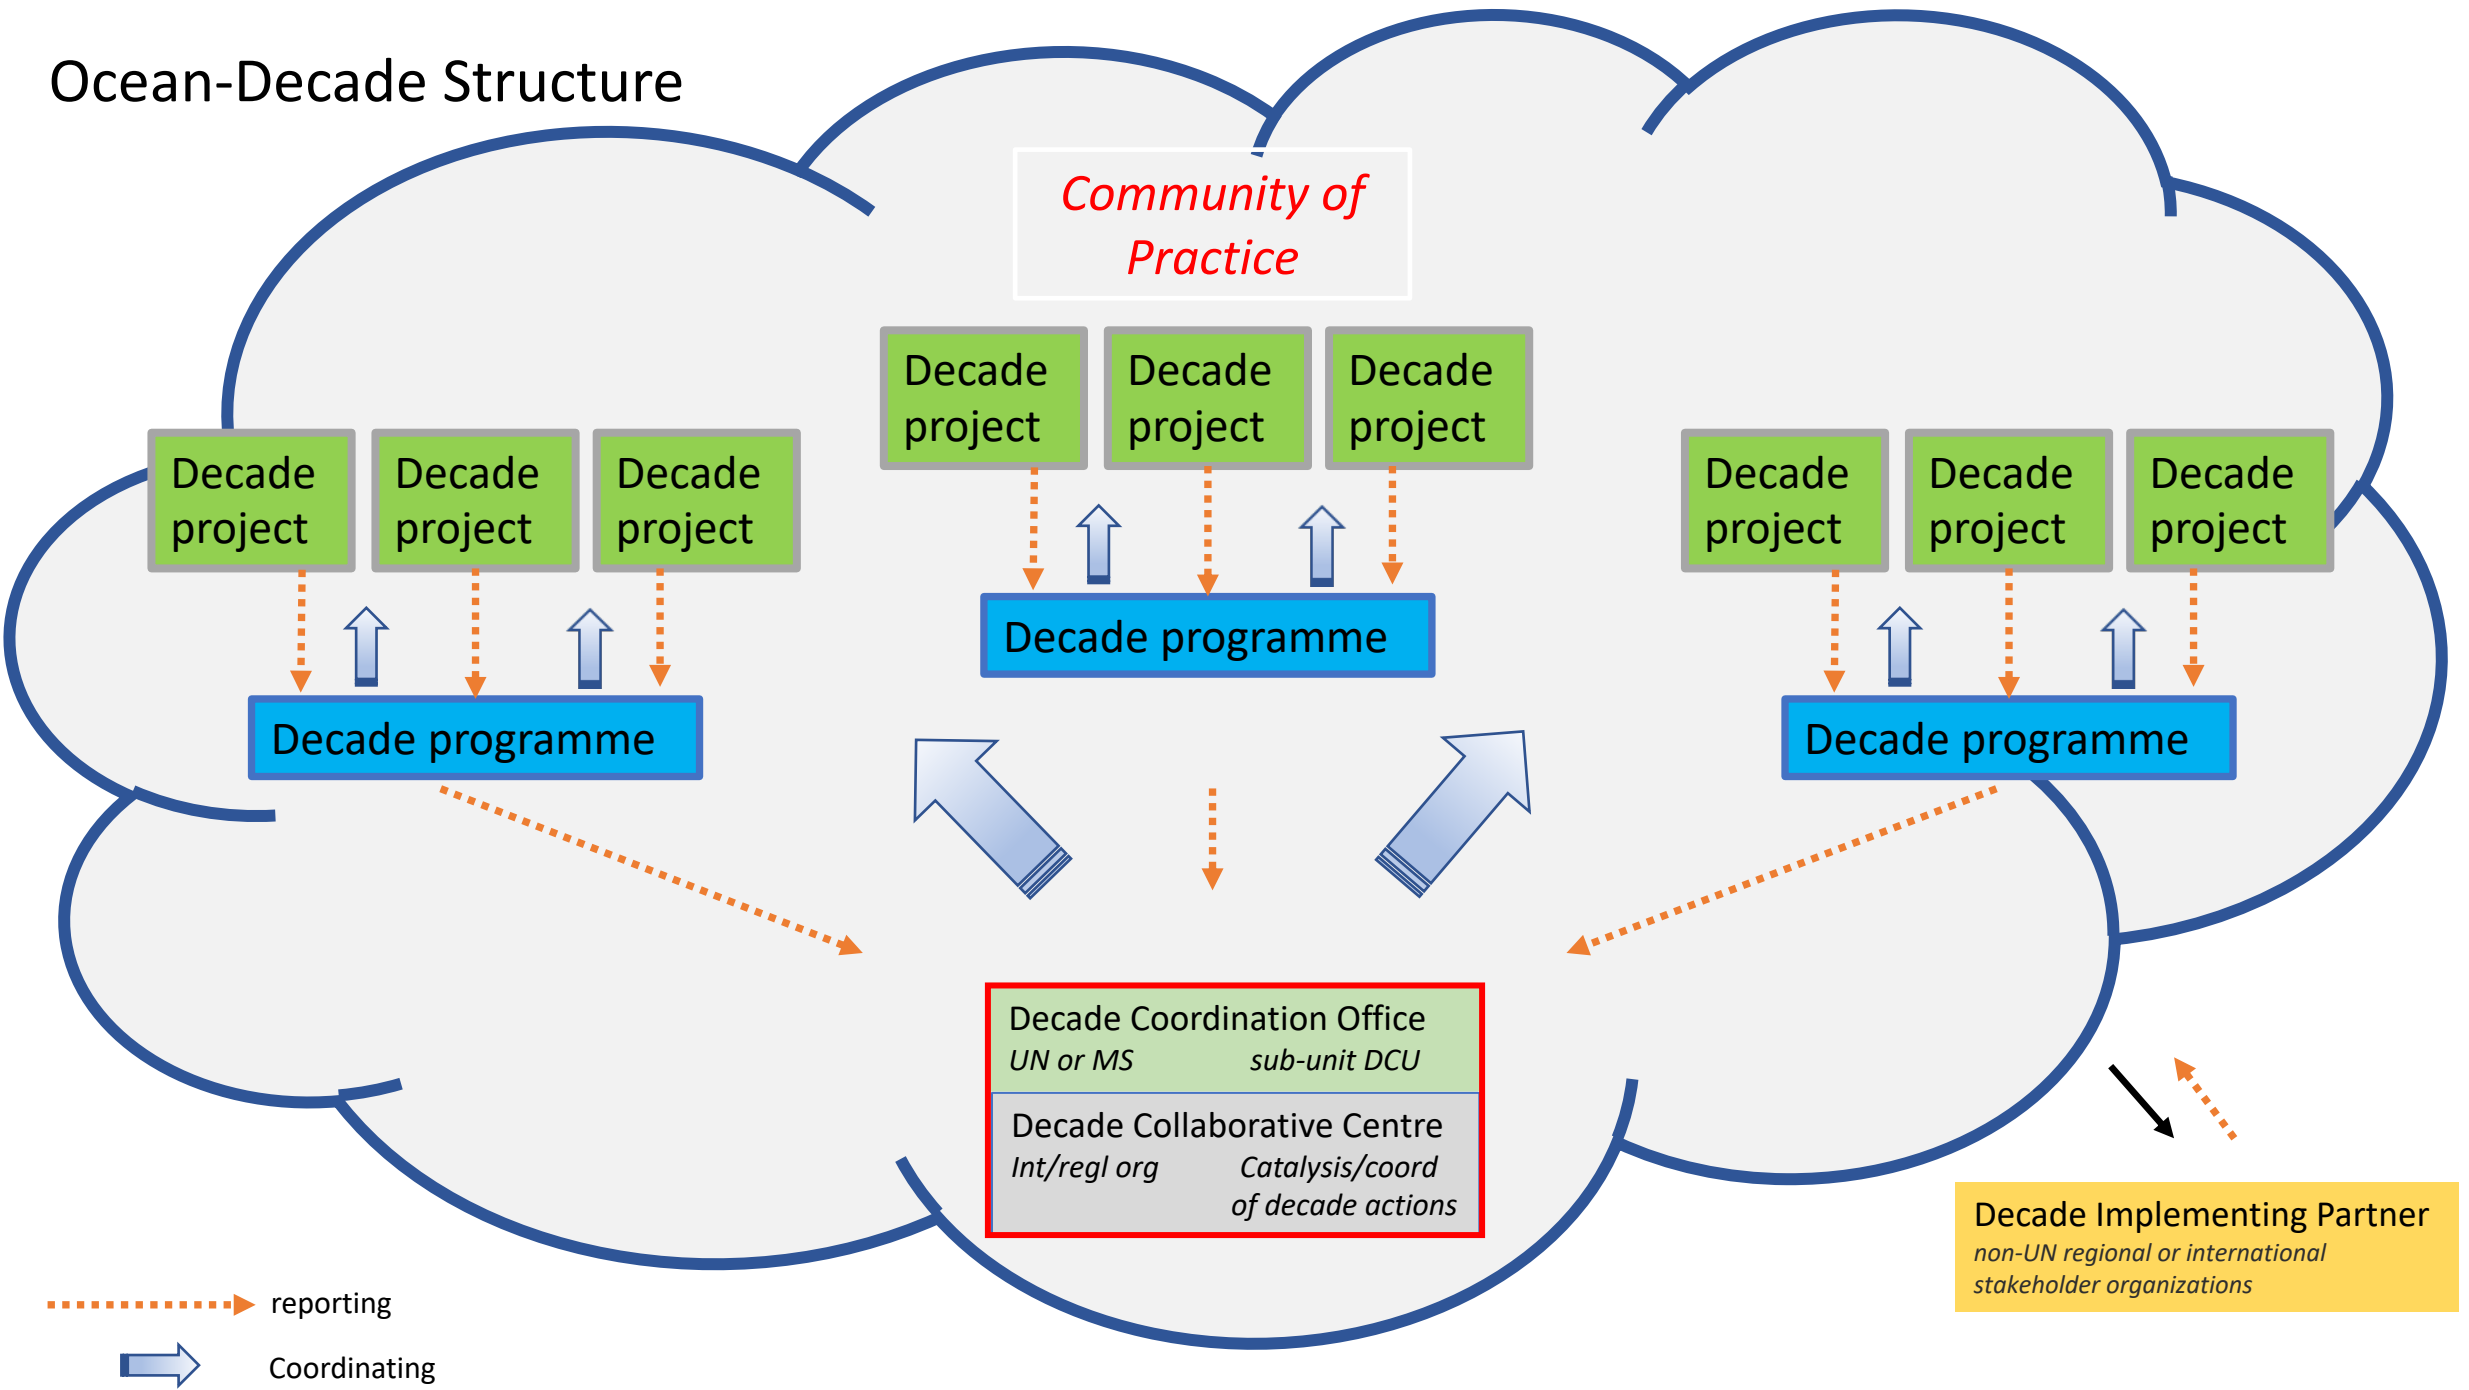 Ocean-Decade Structure
Community of
Practice
Decade
project
Decade
project
Decade
project
Decade programme
Decade
project
Decade
project
Decade
project
Decade programme
Decade
project
Decade
project
Decade
project
Decade programme
Decade Coordination Office
UN or MS sub-unit DCU
Decade Collaborative Centre
Int/regl org Catalysis/coord
of decade actions
Decade Implementing Partner
non-UN regional or international
stakeholder organizations
reporting
Coordinating